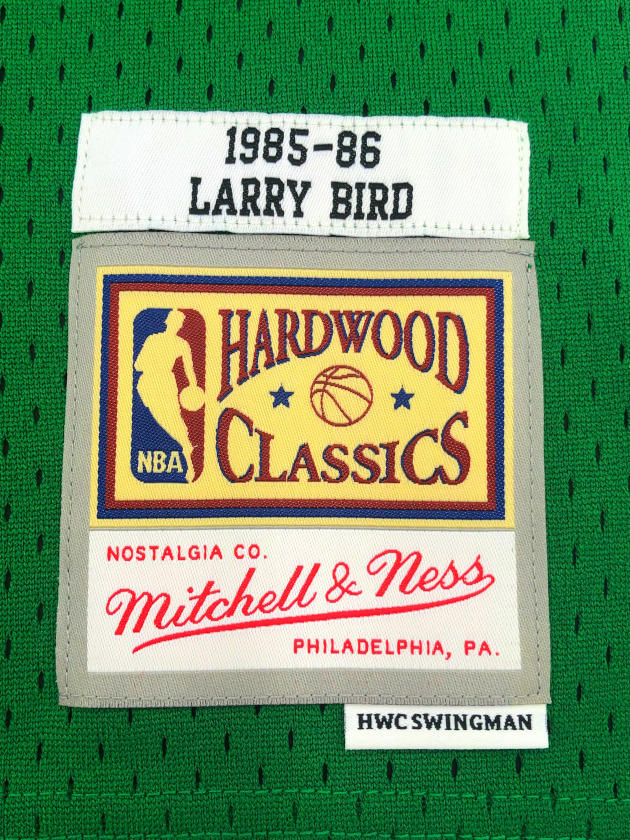 1985-86
LARRY BIRD
HARDWOOD
CLASSICS
NBA
NOSTALGIA CO.
Mitchell & Ness
PHILADELPHIA, PA.
HWC SWINGMAN